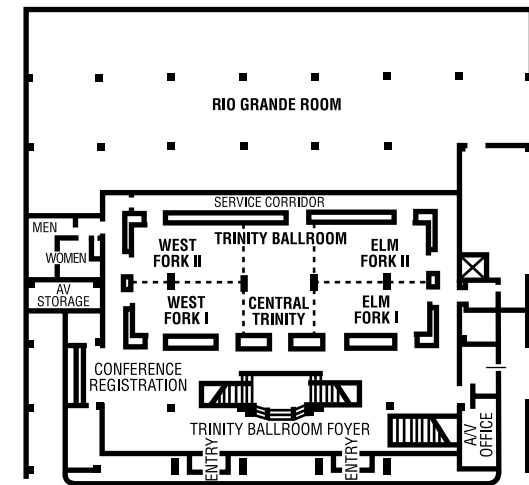 RIO GRANDE ROOM
SERVICE CORRIDOR
TRINITY BALLROOM
MEN
WOMEN
WEST
FORK II
ELM
FORK II
AV
STORAGE
WEST
FORK I
CENTRAL
TRINITY
ELM
FORK I
CONFERENCE
REGISTRATION
TRINITY BALLROOM FOYER
A/V
OFFICE
ENTRY
ENTRY